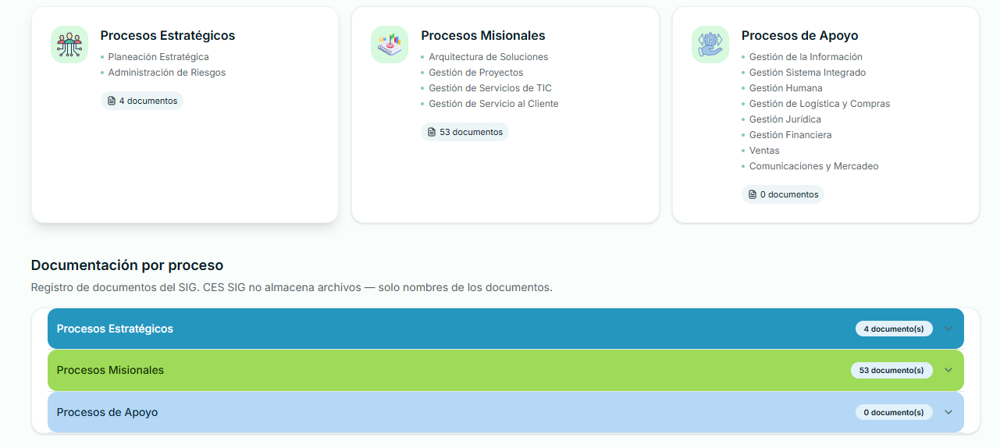 Procesos Estratégicos
• Planeación Estratégica
• Administración de Riesgos
4 documentos
Procesos Misionales
• Arquitectura de Soluciones
• Gestión de Proyectos
• Gestión de Servicios de TIC
• Gestión de Servicio al Cliente
53 documentos
Procesos de Apoyo
• Gestión de la Información
• Gestión Sistema Integrado
• Gestión Humana
• Gestión de Logística y Compras
• Gestión Jurídica
• Gestión Financiera
• Ventas
• Comunicaciones y Mercadeo
0 documentos
Documentación por proceso
Registro de documentos del SIG. CES SIG no almacena archivos — solo nombres de los documentos.
Procesos Estratégicos 4 documento(s)
Procesos Misionales 53 documento(s)
Procesos de Apoyo 0 documento(s)